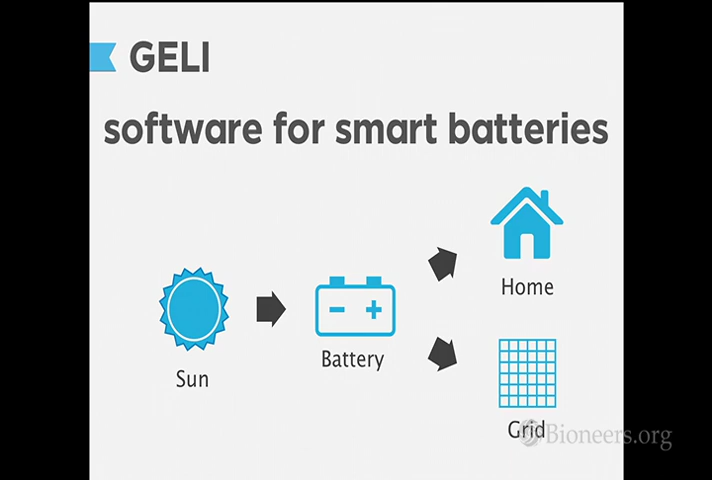 GELI
software for smart batteries
Home
Sun
Battery
Grid
Bioneers.org